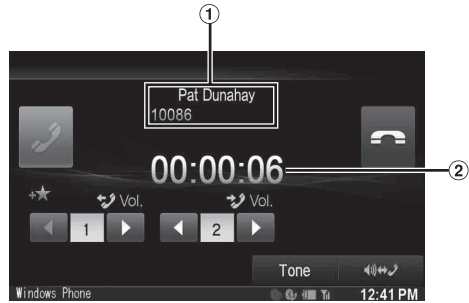 ①
Pat Dunahay
10086
00:00:06 ②
Vol. Vol.
1 2
Tone
Windows Phone 12:41 PM